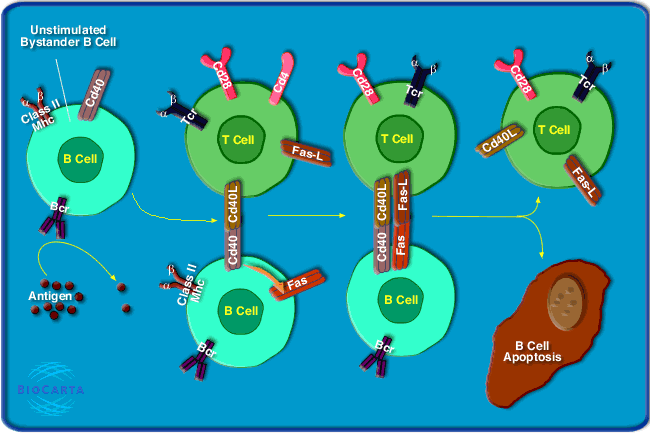 Unstimulated
Bystander B Cell
α
β
Class II
Mhc
Cd40
B Cell
Bcr
Antigen
α
β
Tcr
Cd28
Cd4
T Cell
Fas-L
Cd40L
Cd40
β
α
Class II
Mhc
Fas
B Cell
Bcr
Cd28
α
β
Tcr
T Cell
Cd40L
Fas-L
Cd40
Fas
B Cell
Bcr
Cd28
α
β
Tcr
T Cell
Cd40L
Fas-L
B Cell
Apoptosis
BIOCARTA